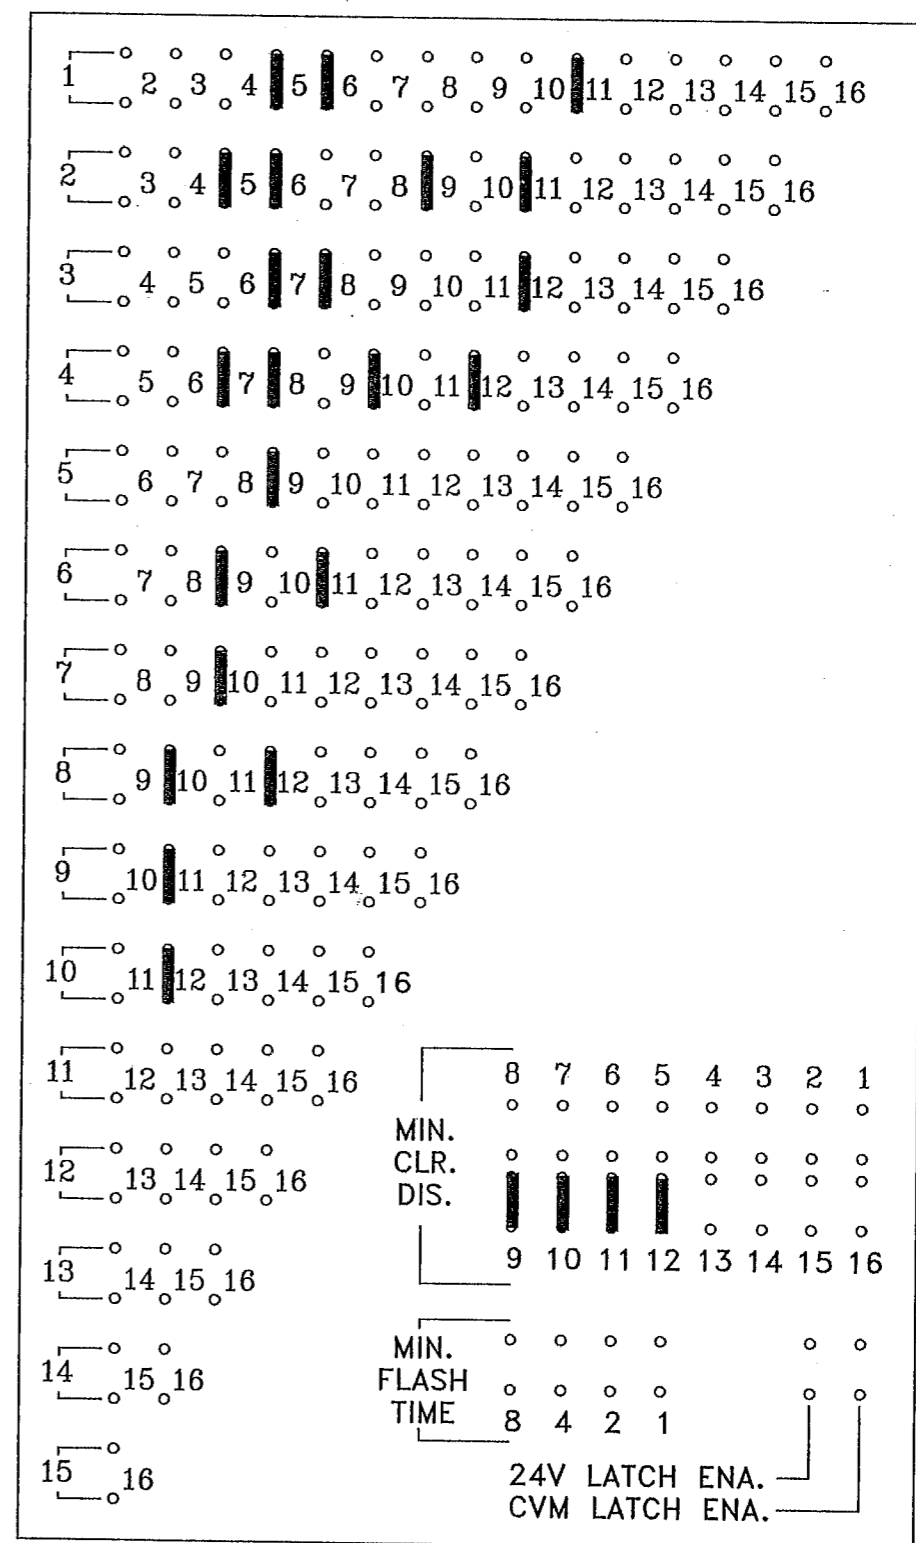 1 2 3 4 5 6 7 8 9 10 11 12 13 14 15 16
2 3 4 5 6 7 8 9 10 11 12 13 14 15 16
3 4 5 6 7 8 9 10 11 12 13 14 15 16
4 5 6 7 8 9 10 11 12 13 14 15 16
5 6 7 8 9 10 11 12 13 14 15 16
6 7 8 9 10 11 12 13 14 15 16
7 8 9 10 11 12 13 14 15 16
8 9 10 11 12 13 14 15 16
9 10 11 12 13 14 15 16
10 11 12 13 14 15 16
11 12 13 14 15 16
12 13 14 15 16
13 14 15 16
14 15 16
15 16
8 7 6 5 4 3 2 1
MIN.
CLR.
DIS.
9 10 11 12 13 14 15 16
MIN.
FLASH
TIME
8 4 2 1
24V LATCH ENA.
CVM LATCH ENA.